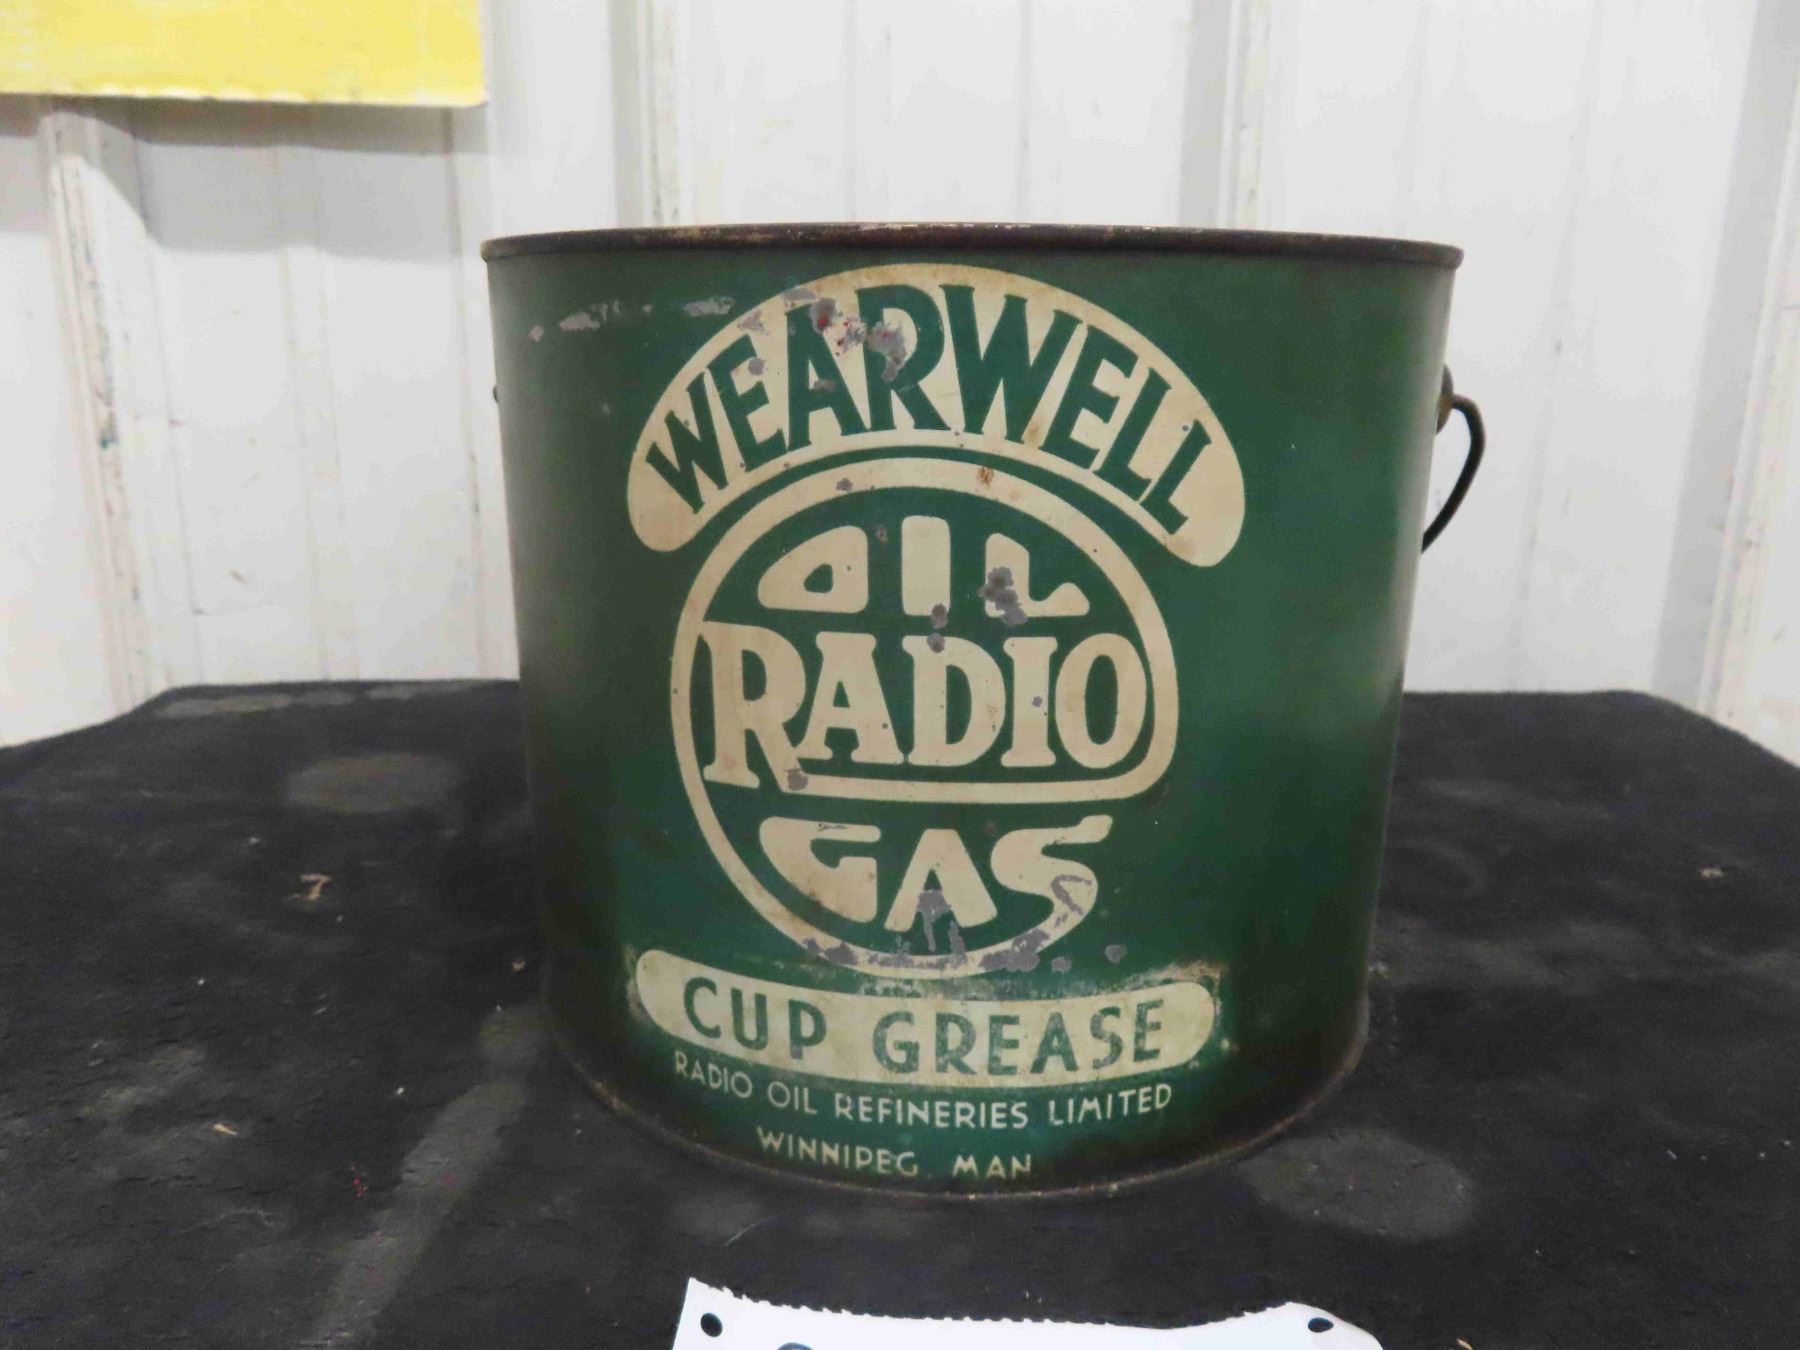 WEARWELL
OIL
RADIO
GAS
CUP GREASE
RADIO OIL REFINERIES LIMITED
WINNIPEG MAN